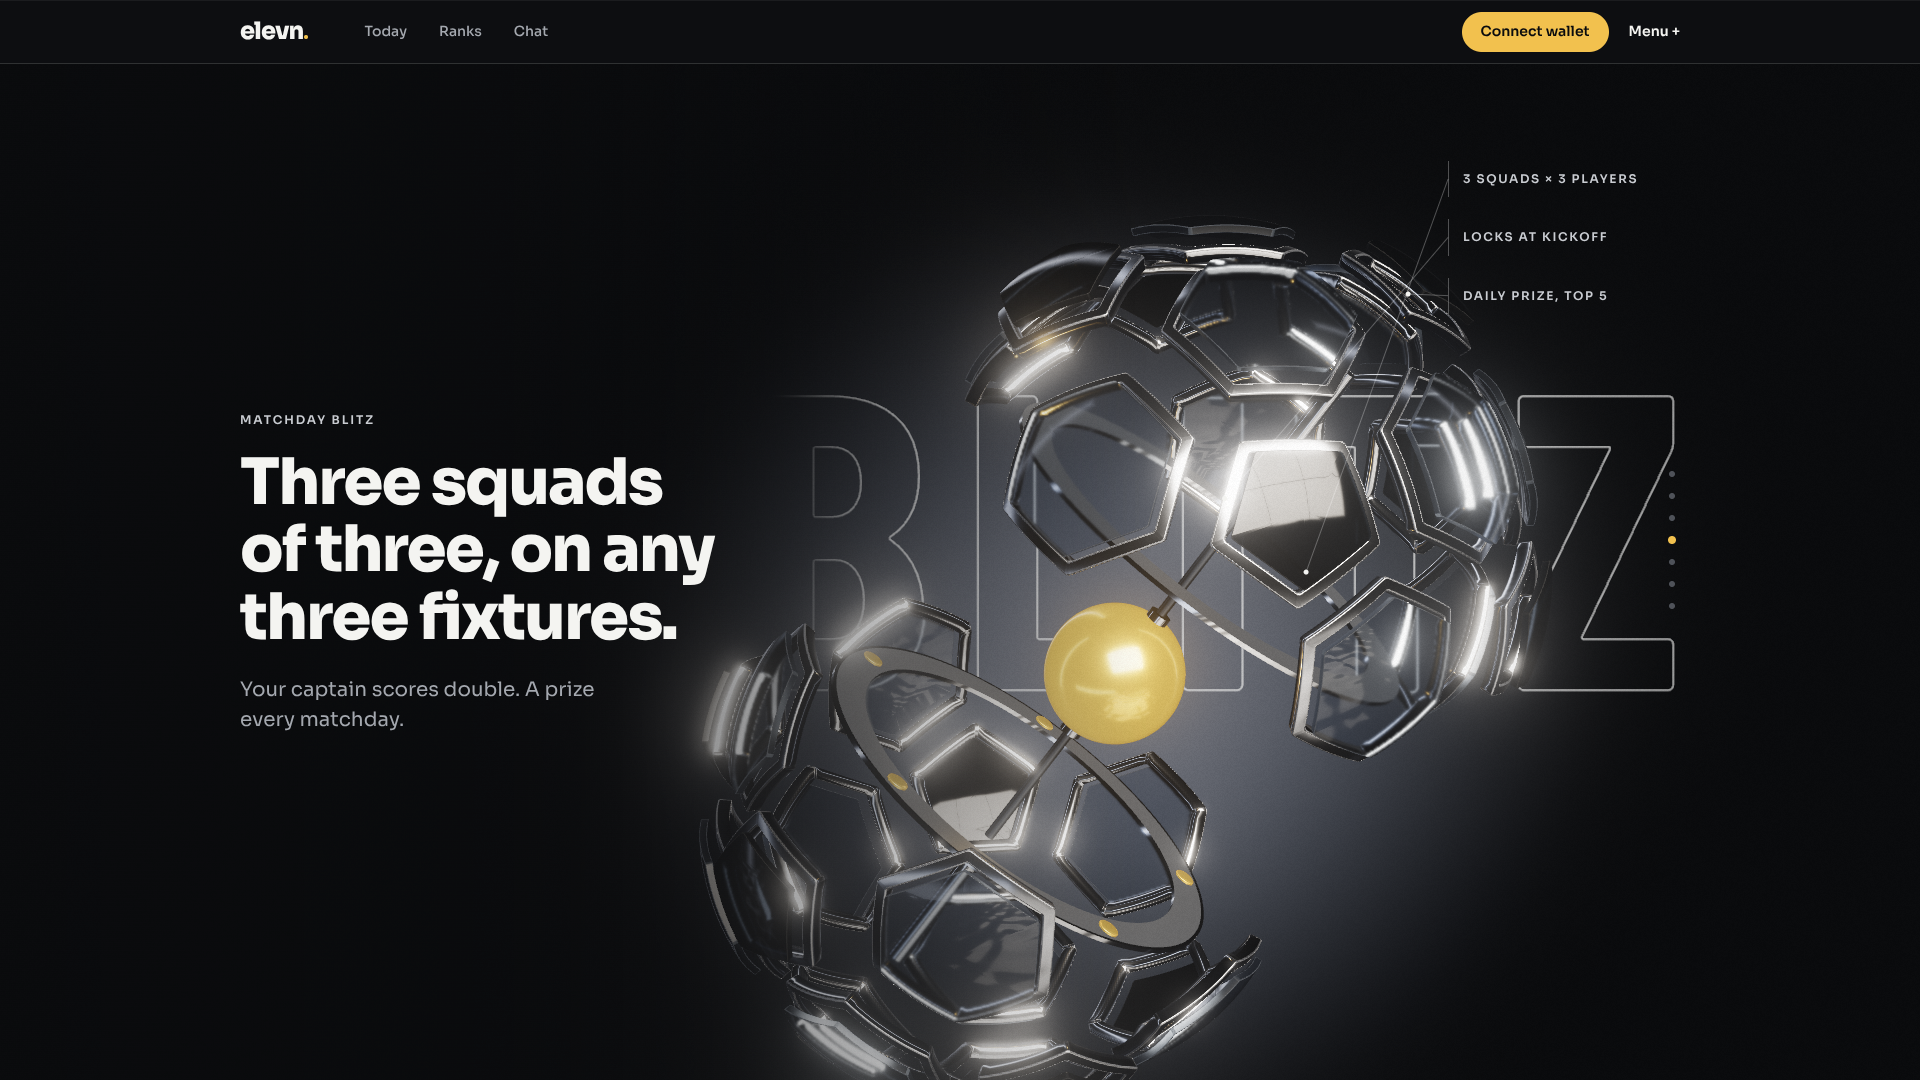 elevn.
Today
Ranks
Chat
Connect wallet
Menu +
3 SQUADS × 3 PLAYERS
LOCKS AT KICKOFF
DAILY PRIZE, TOP 5
BLITZ
MATCHDAY BLITZ
Three squads
of three, on any
three fixtures.
Your captain scores double. A prize
every matchday.